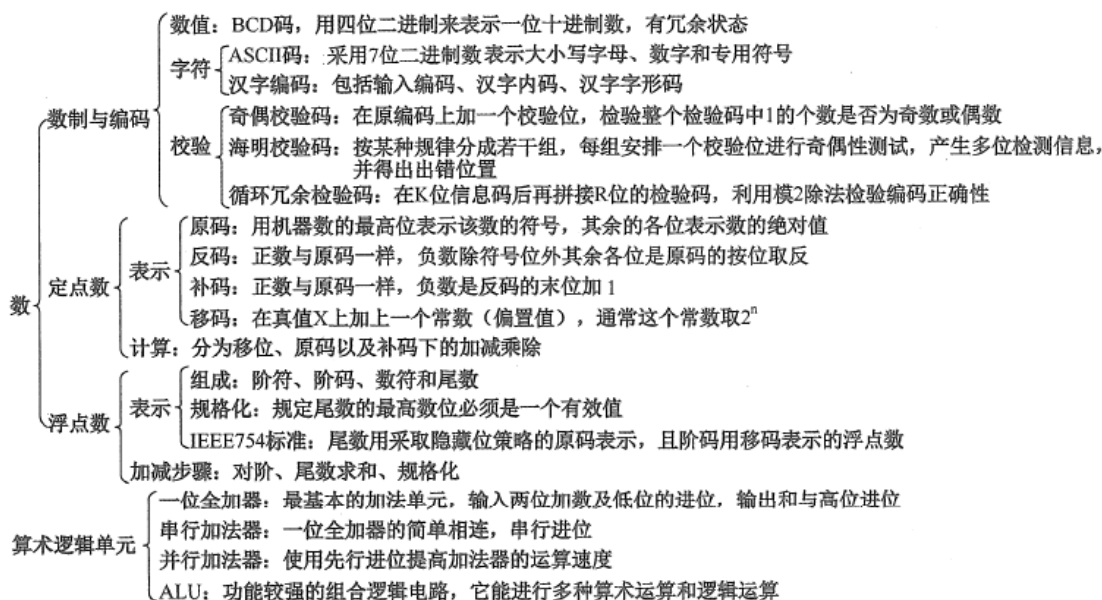 数值：BCD码，用四位二进制来表示一位十进制数，有冗余状态
字符
ASCII码：采用7位二进制数表示大小写字母、数字和专用符号
汉字编码：包括输入编码、汉字内码、汉字字形码
数制与编码
奇偶校验码：在原编码上加一个校验位，检验整个检验码中1的个数是否为奇数或偶数
校验
海明校验码：按某种规律分成若干组，每组安排一个校验位进行奇偶性测试，产生多位检测信息，
并得出出错位置
循环冗余检验码：在K位信息码后再拼接R位的检验码，利用模2除法检验编码正确性
原码：用机器数的最高位表示该数的符号，其余的各位表示数的绝对值
反码：正数与原码一样，负数除符号位外其余各位是原码的按位取反
表示
数
定点数
补码：正数与原码一样，负数是反码的末位加1
移码：在真值X上加上一个常数（偏置值），通常这个常数取2ⁿ
计算：分为移位、原码以及补码下的加减乘除
组成：阶符、阶码、数符和尾数
表示
规格化：规定尾数的最高数位必须是一个有效值
浮点数
IEEE754标准：尾数用采取隐藏位策略的原码表示，且阶码用移码表示的浮点数
加减步骤：对阶、尾数求和、规格化
一位全加器：最基本的加法单元，输入两位加数及低位的进位，输出和与高位进位
串行加法器：一位全加器的简单相连，串行进位
算术逻辑单元
并行加法器：使用先行进位提高加法器的运算速度
ALU：功能较强的组合逻辑电路，它能进行多种算术运算和逻辑运算